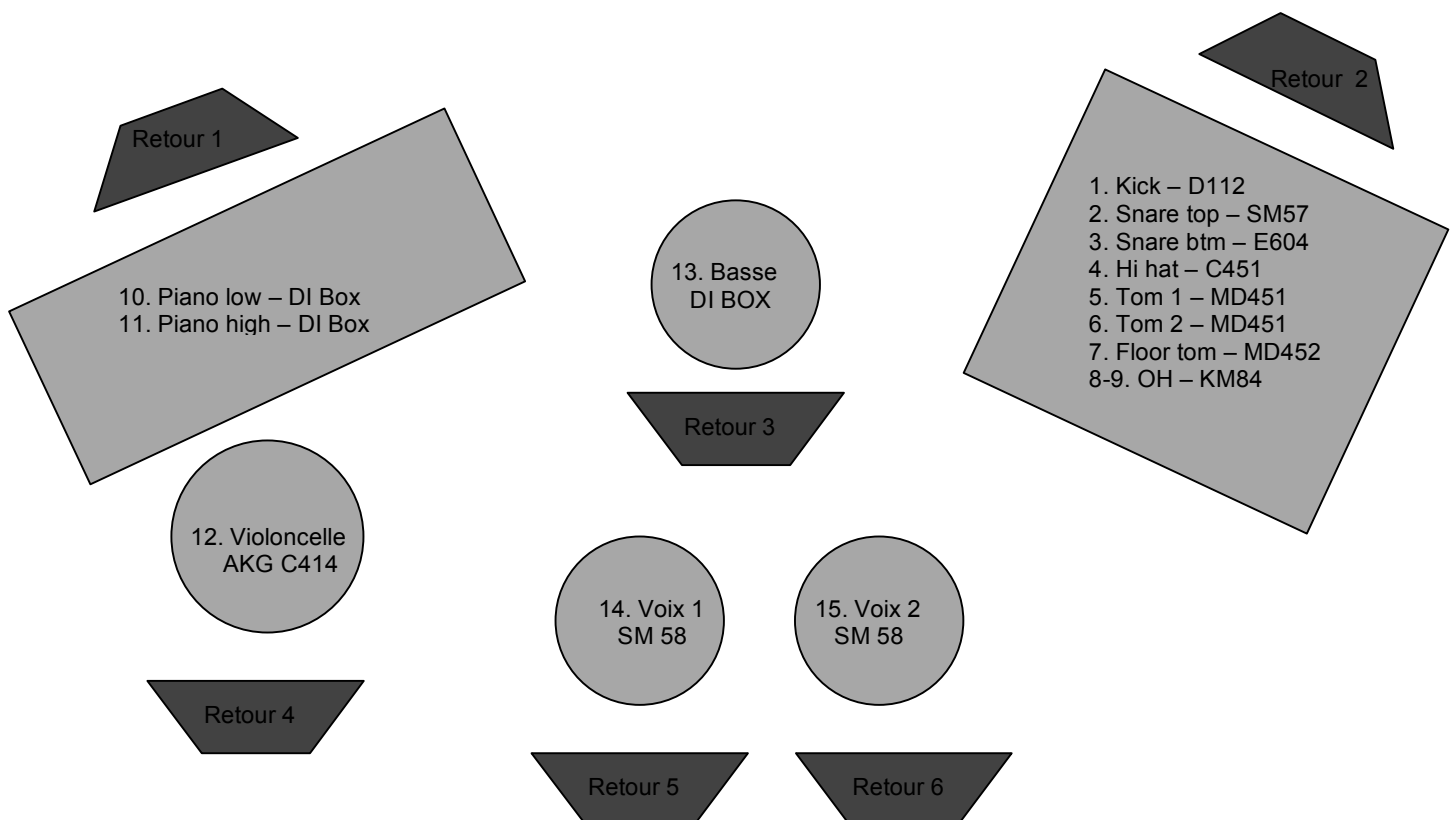 Retour 1
Retour 2
1. Kick – D112
2. Snare top – SM57
3. Snare btm – E604
4. Hi hat – C451
5. Tom 1 – MD451
6. Tom 2 – MD451
7. Floor tom – MD452
8-9. OH – KM84
10. Piano low – DI Box
11. Piano high – DI Box
13. Basse
DI BOX
Retour 3
12. Violoncelle
AKG C414
14. Voix 1
SM 58
15. Voix 2
SM 58
Retour 4
Retour 5
Retour 6